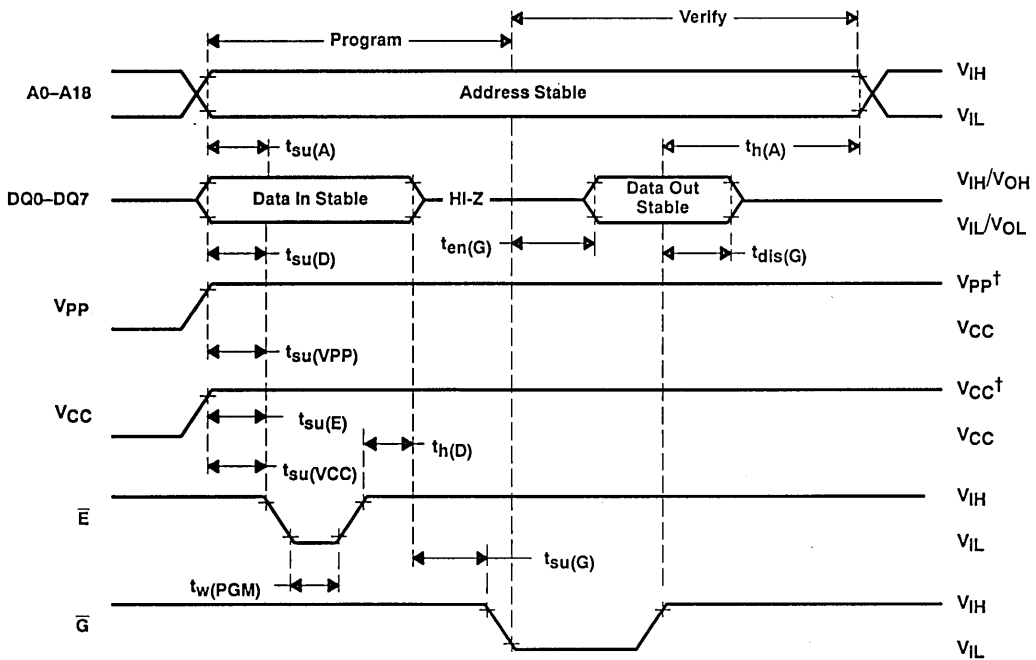 Verify
Program
A0–A18
Address Stable
VIH
VIL
tsu(A)
th(A)
DQ0–DQ7
Data In Stable
HI-Z
Data Out
Stable
VIH/VOH
VIL/VOL
tsu(D)
ten(G)
tdis(G)
VPP
VPP†
VCC
tsu(VPP)
VCC
VCC†
VCC
tsu(E)
th(D)
tsu(VCC)
E̅
VIH
VIL
tsu(G)
tw(PGM)
G̅
VIH
VIL